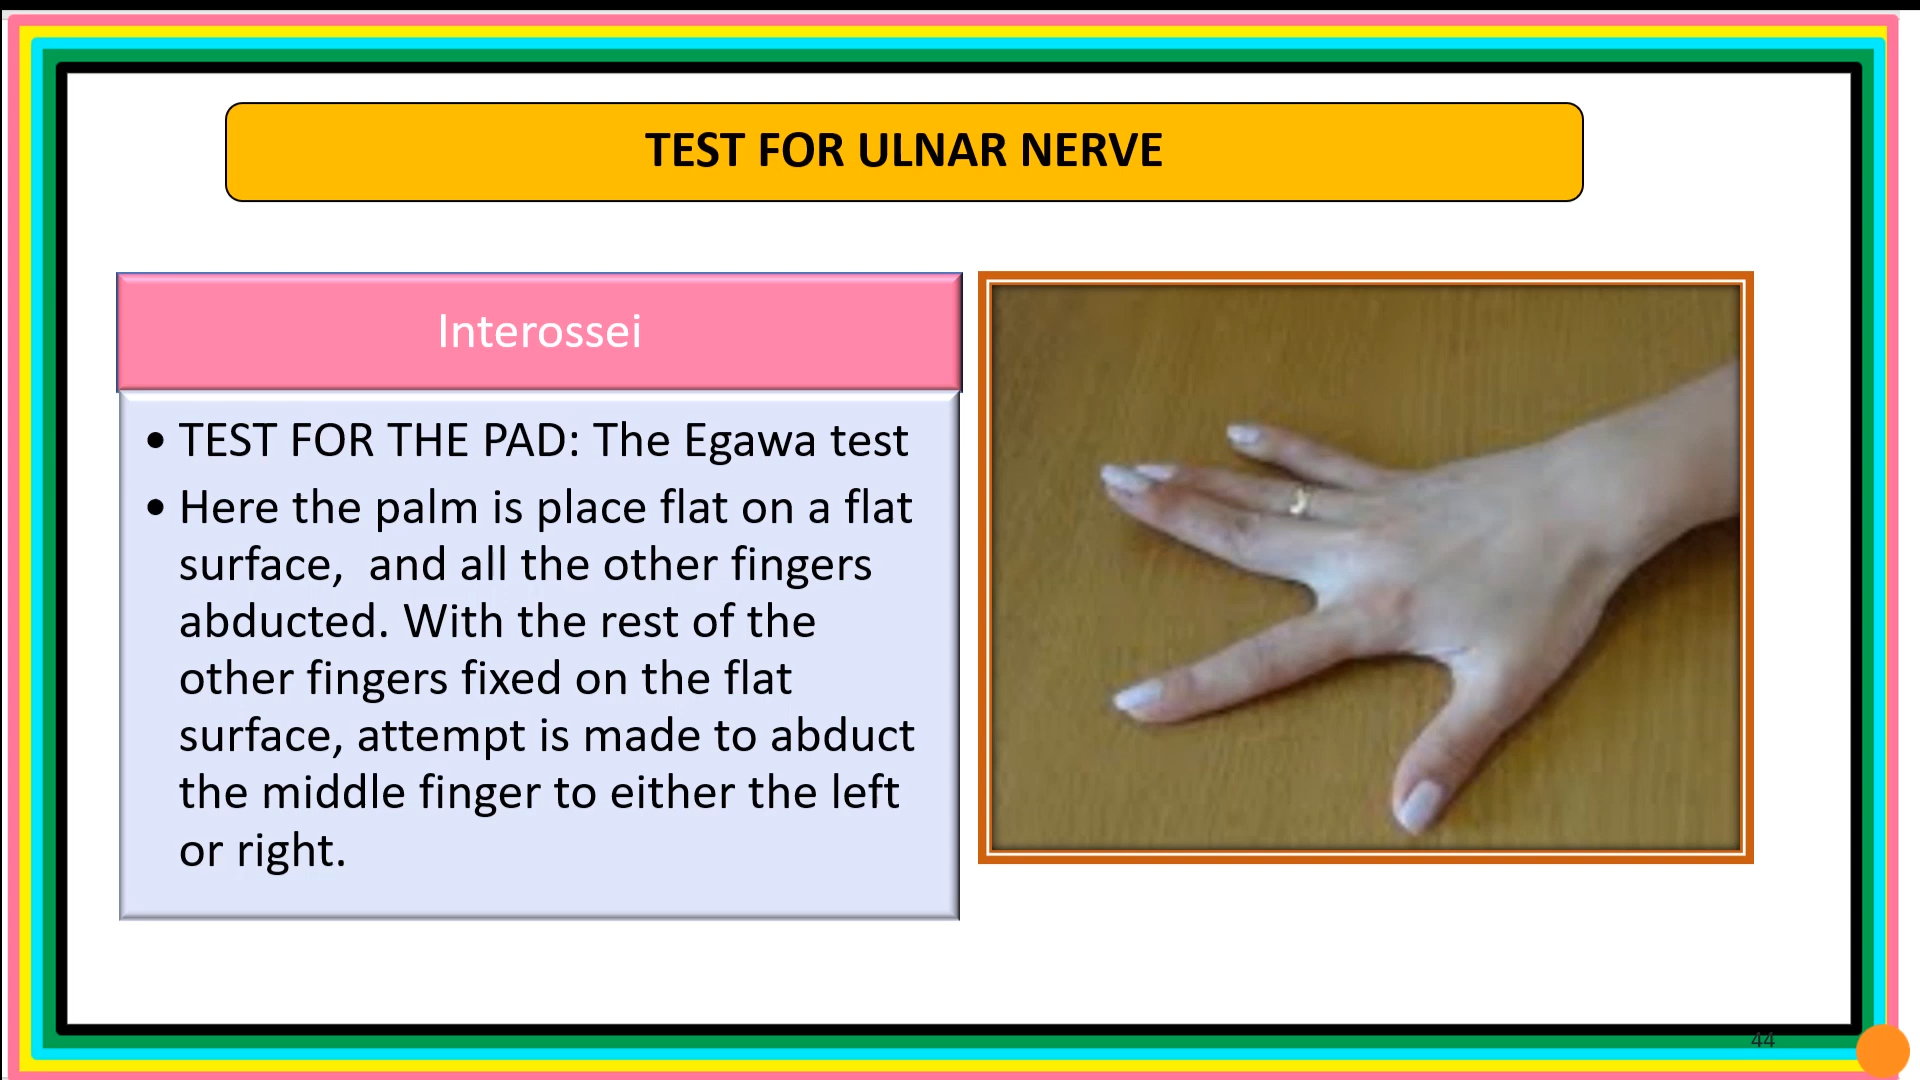 TEST FOR ULNAR NERVE
Interossei
• TEST FOR THE PAD: The Egawa test
• Here the palm is place flat on a flat
surface,  and all the other fingers
abducted. With the rest of the
other fingers fixed on the flat
surface, attempt is made to abduct
the middle finger to either the left
or right.
44